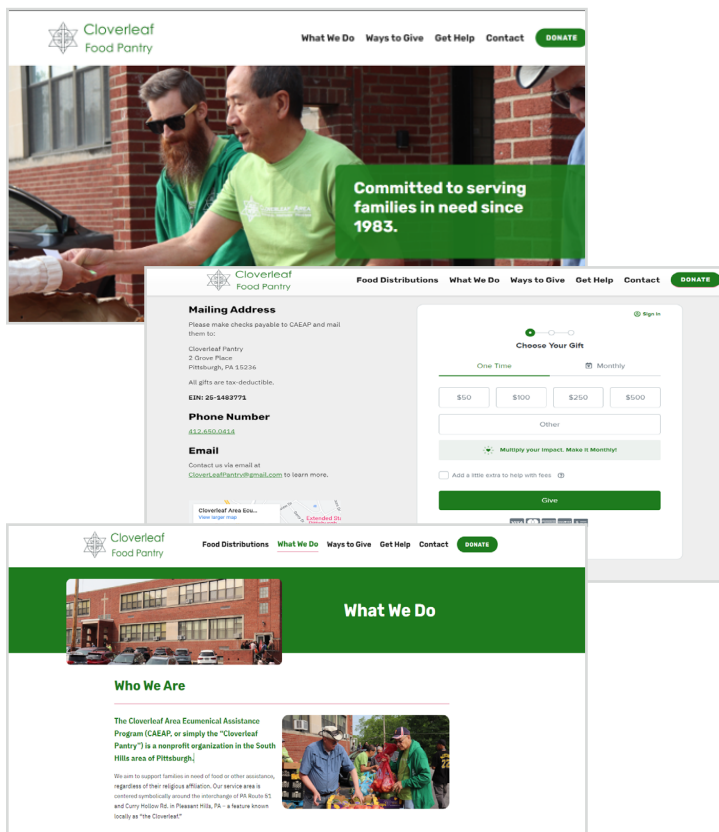 Cloverleaf
Food Pantry
What We Do Ways to Give Get Help Contact DONATE
Committed to serving
families in need since
1983.
Cloverleaf
Food Pantry
Food Distributions What We Do Ways to Give Get Help Contact DONATE
Mailing Address
Please make checks payable to CAEAP and mail
them to:
Cloverleaf Pantry
2 Grove Place
Pittsburgh, PA 15236
All gifts are tax-deductible.
EIN: 25-1483771
Phone Number
412.650.0414
Email
Contact us via email at
CloverLeafPantry@gmail.com to learn more.
Cloverleaf Area Ecu...
View larger map
Extended St
Sign In
Choose Your Gift
One Time Monthly
$50 $100 $250 $500
Other
Multiply your impact. Make it Monthly!
Add a little extra to help with fees
Give
Cloverleaf
Food Pantry
Food Distributions What We Do Ways to Give Get Help Contact DONATE
What We Do
Who We Are
The Cloverleaf Area Ecumenical Assistance
Program (CAEAP, or simply the “Cloverleaf
Pantry”) is a nonprofit organization in the South
Hills area of Pittsburgh.
We aim to support families in need of food or other assistance,
regardless of their religious affiliation. Our service area is
centered symbolically around the interchange of PA Route 51
and Curry Hollow Rd. in Pleasant Hills, PA – a feature known
locally as “the Cloverleaf.”